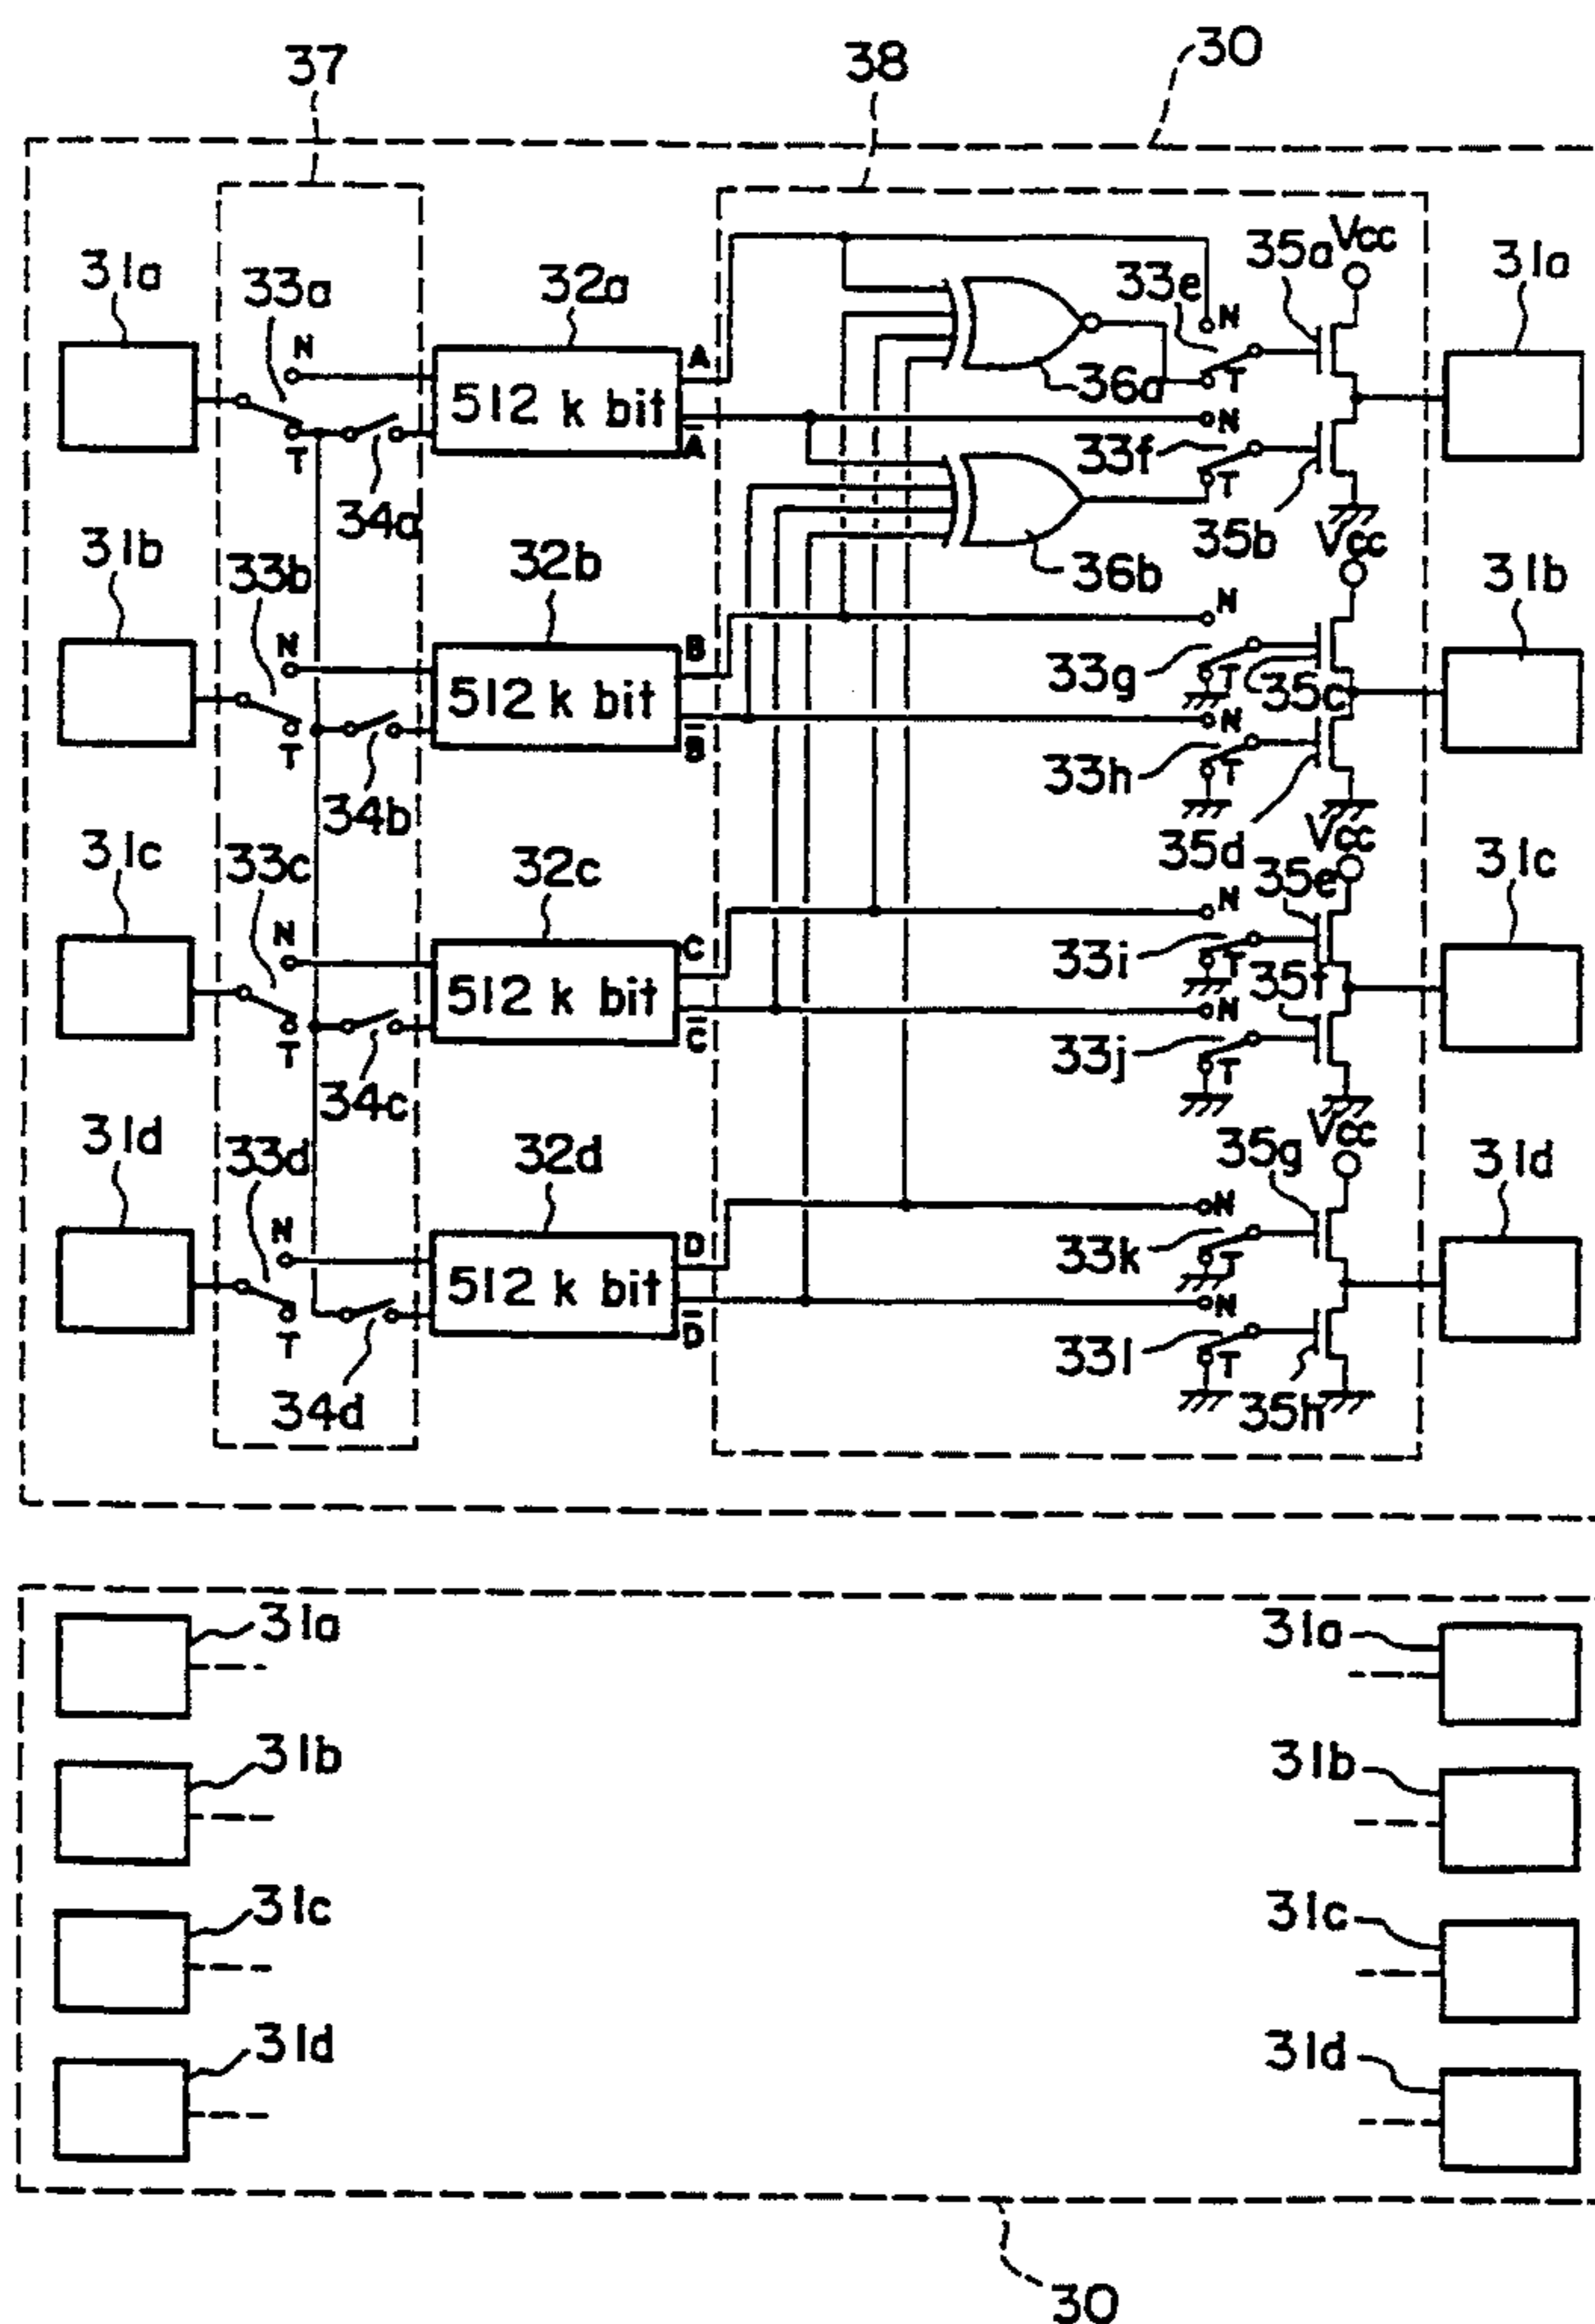 37
38
30
31a
33a
N
T
34a
32a
512 k bit
A
A̅
33e
N
T
36a
35a
Vcc
31a
N
33f
T
35b
36b
31b
33b
N
T
34b
32b
512 k bit
B
B̅
Vcc
N
33g
T
35c
N
33h
T
35d
31b
31c
33c
N
T
34c
32c
512 k bit
C
C̅
Vcc
35e
N
33i
T
35f
N
33j
T
31c
31d
33d
N
T
34d
32d
512 k bit
D
D̅
Vcc
35g
N
33k
T
N
33l
T
35h
31d
31a
31a
31b
31b
31c
31c
31d
31d
30